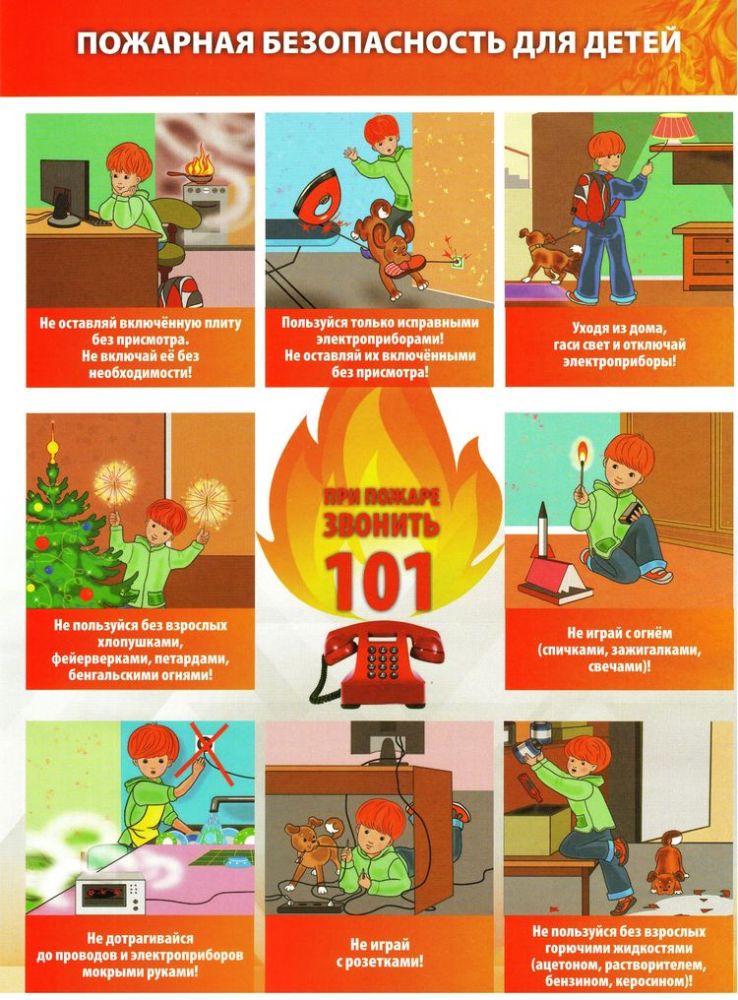 ПОЖАРНАЯ БЕЗОПАСНОСТЬ ДЛЯ ДЕТЕЙ
Не оставляй включённую плиту
без присмотра.
Не включай её без
необходимости!
Пользуйся только исправными
электроприборами!
Не оставляй их включёнными
без присмотра!
Уходя из дома,
гаси свет и отключай
электроприборы!
Не пользуйся без взрослых
хлопушками,
фейерверками, петардами,
бенгальскими огнями!
ПРИ ПОЖАРЕ
ЗВОНИТЬ
101
Не играй с огнём
(спичками, зажигалками,
свечами)!
Не дотрагивайся
до проводов и электроприборов
мокрыми руками!
Не играй
с розетками!
Не пользуйся без взрослых
горючими жидкостями
(ацетоном, растворителем,
бензином, керосином)!